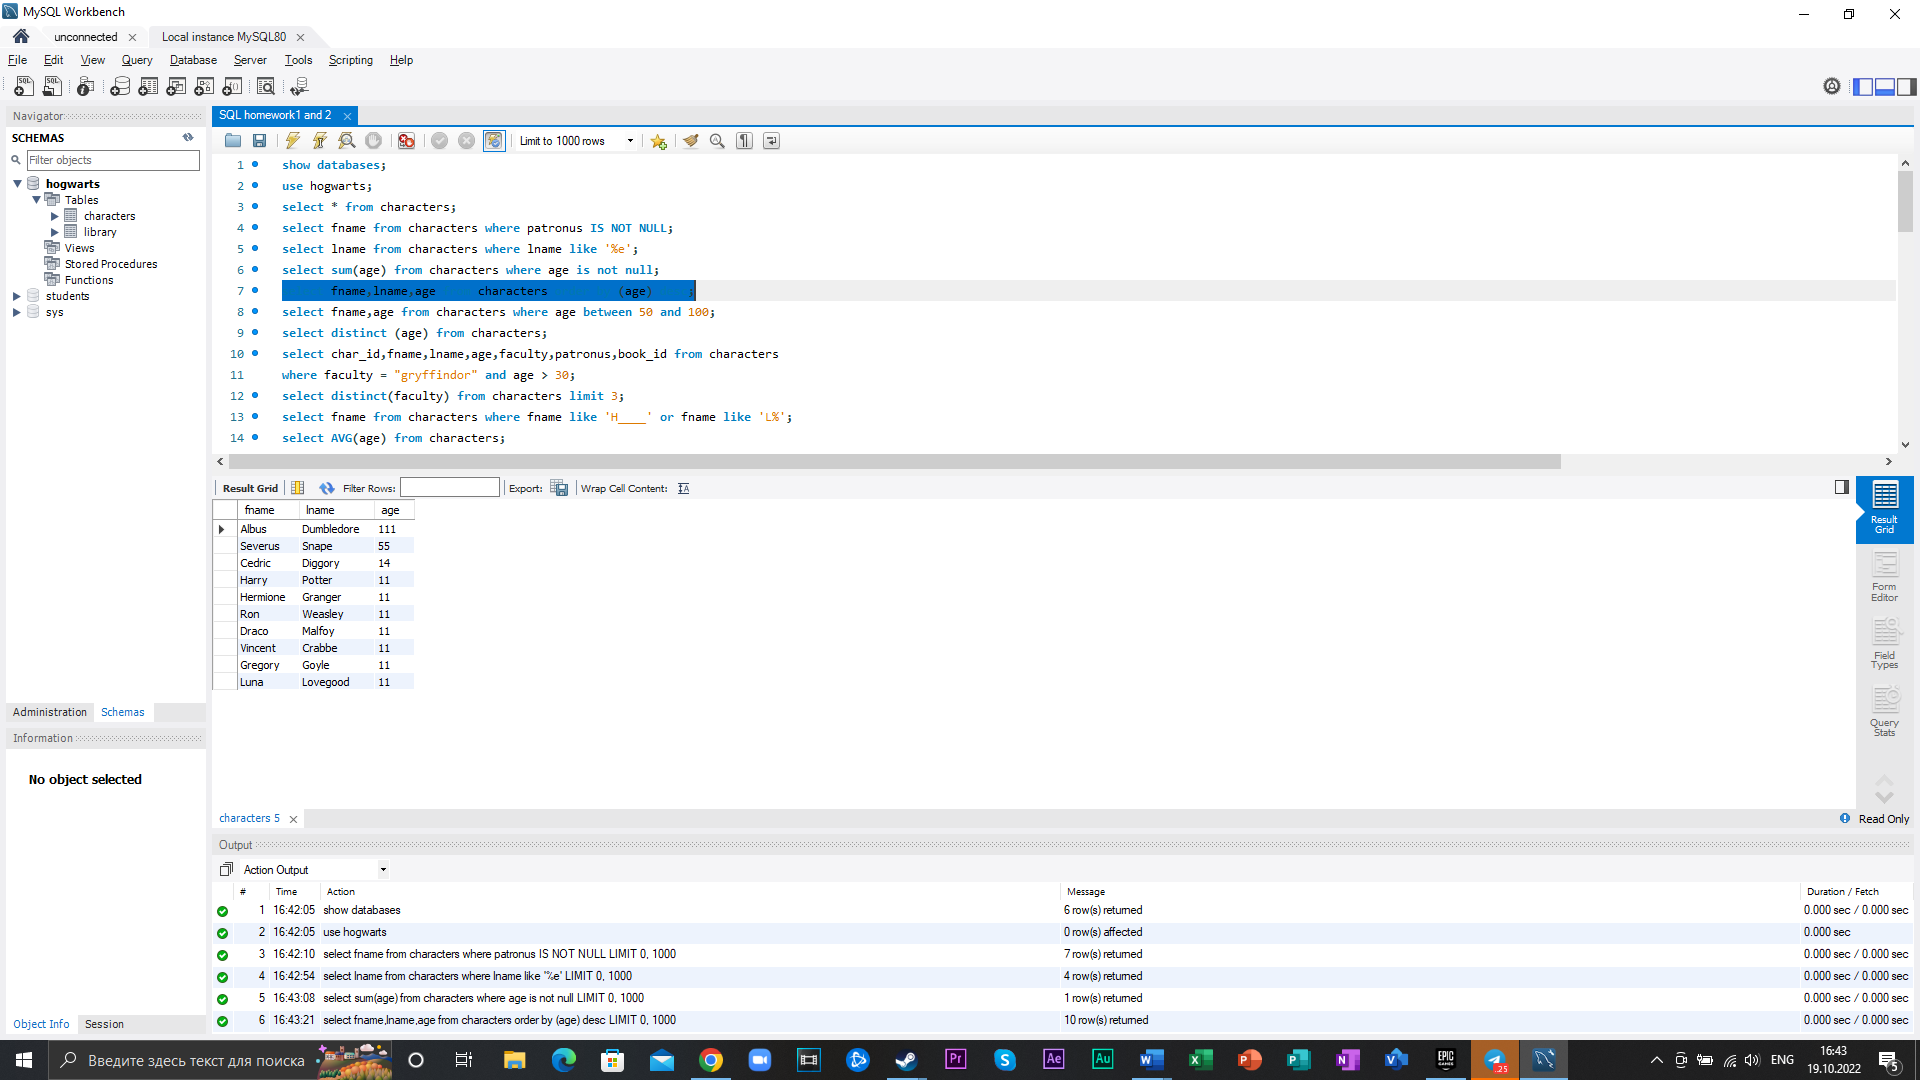 MySQL Workbench
unconnected
Local instance MySQL80
File Edit View Query Database Server Tools Scripting Help
Navigator
SCHEMAS
Filter objects
hogwarts
Tables
characters
library
Views
Stored Procedures
Functions
students
sys
Administration Schemas
Information
No object selected
Object Info Session
SQL homework1 and 2
Limit to 1000 rows
1 show databases;
2 use hogwarts;
3 select * from characters;
4 select fname from characters where patronus IS NOT NULL;
5 select lname from characters where lname like '%e';
6 select sum(age) from characters where age is not null;
7 fname,lname,age characters (age) ;
8 select fname,age from characters where age between 50 and 100;
9 select distinct (age) from characters;
10 select char_id,fname,lname,age,faculty,patronus,book_id from characters
11 where faculty = "gryffindor" and age > 30;
12 select distinct(faculty) from characters limit 3;
13 select fname from characters where fname like 'H____' or fname like 'L%';
14 select AVG(age) from characters;
Result Grid Filter Rows: Export: Wrap Cell Content:
fname lname age
Albus Dumbledore 111
Severus Snape 55
Cedric Diggory 14
Harry Potter 11
Hermione Granger 11
Ron Weasley 11
Draco Malfoy 11
Vincent Crabbe 11
Gregory Goyle 11
Luna Lovegood 11
Result
Grid
Form
Editor
Field
Types
Query
Stats
characters 5
Read Only
Output
Action Output
# Time Action Message Duration / Fetch
1 16:42:05 show databases 6 row(s) returned 0.000 sec / 0.000 sec
2 16:42:05 use hogwarts 0 row(s) affected 0.000 sec
3 16:42:10 select fname from characters where patronus IS NOT NULL LIMIT 0, 1000 7 row(s) returned 0.000 sec / 0.000 sec
4 16:42:54 select lname from characters where lname like '%e' LIMIT 0, 1000 4 row(s) returned 0.000 sec / 0.000 sec
5 16:43:08 select sum(age) from characters where age is not null LIMIT 0, 1000 1 row(s) returned 0.000 sec / 0.000 sec
6 16:43:21 select fname,lname,age from characters order by (age) desc LIMIT 0, 1000 10 row(s) returned 0.000 sec / 0.000 sec
Введите здесь текст для поиска
Pr
Ae
Au
EPIC
GAMES
25
ENG
16:43
19.10.2022
5